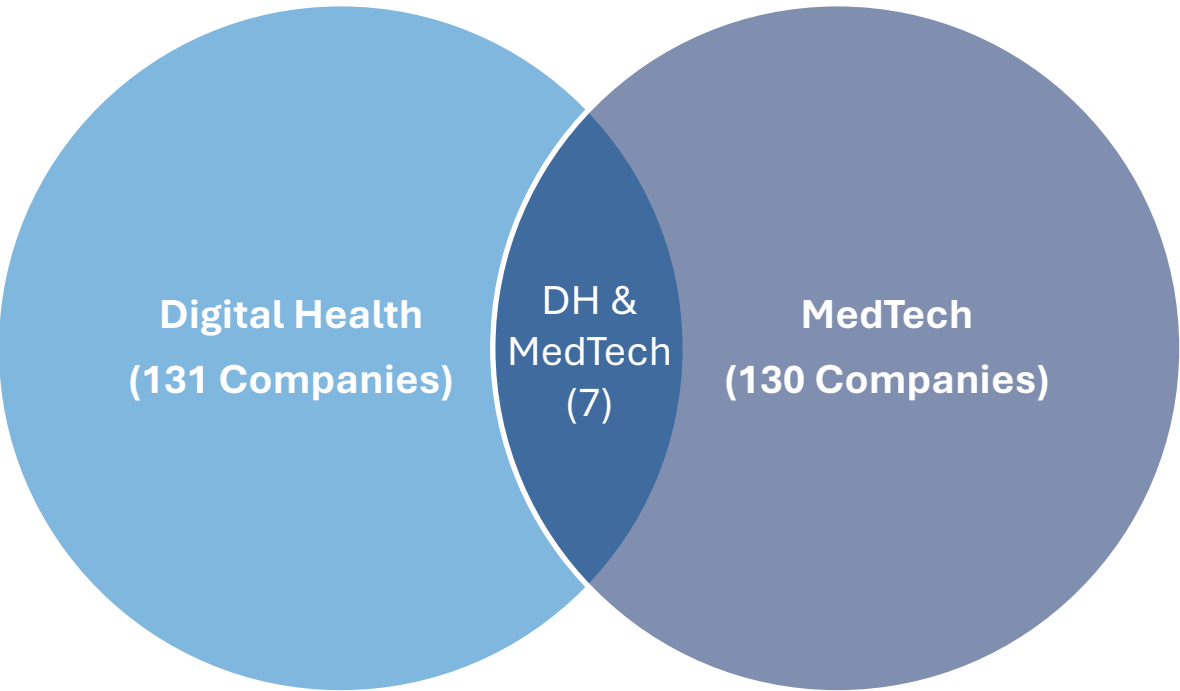 Digital Health
(131 Companies)
DH &
MedTech
(7)
MedTech
(130 Companies)